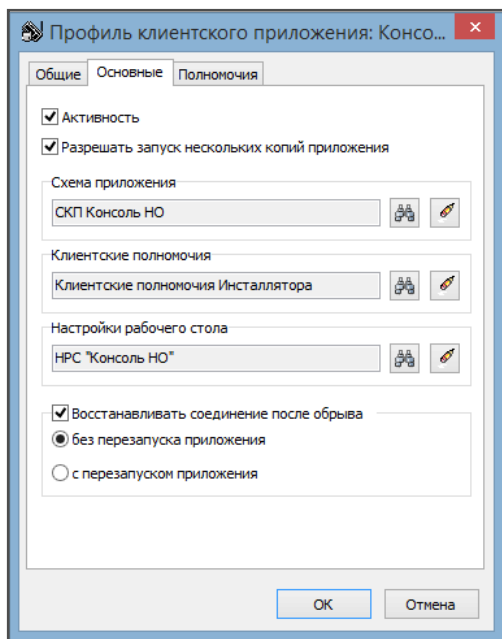 Профиль клиентского приложения: Консо...
Общие Основные Полномочия
Активность
Разрешать запуск нескольких копий приложения
Схема приложения
СКП Консоль НО
Клиентские полномочия
Клиентские полномочия Инсталлятора
Настройки рабочего стола
НРС "Консоль НО"
Восстанавливать соединение после обрыва
без перезапуска приложения
с перезапуском приложения
ОК Отмена